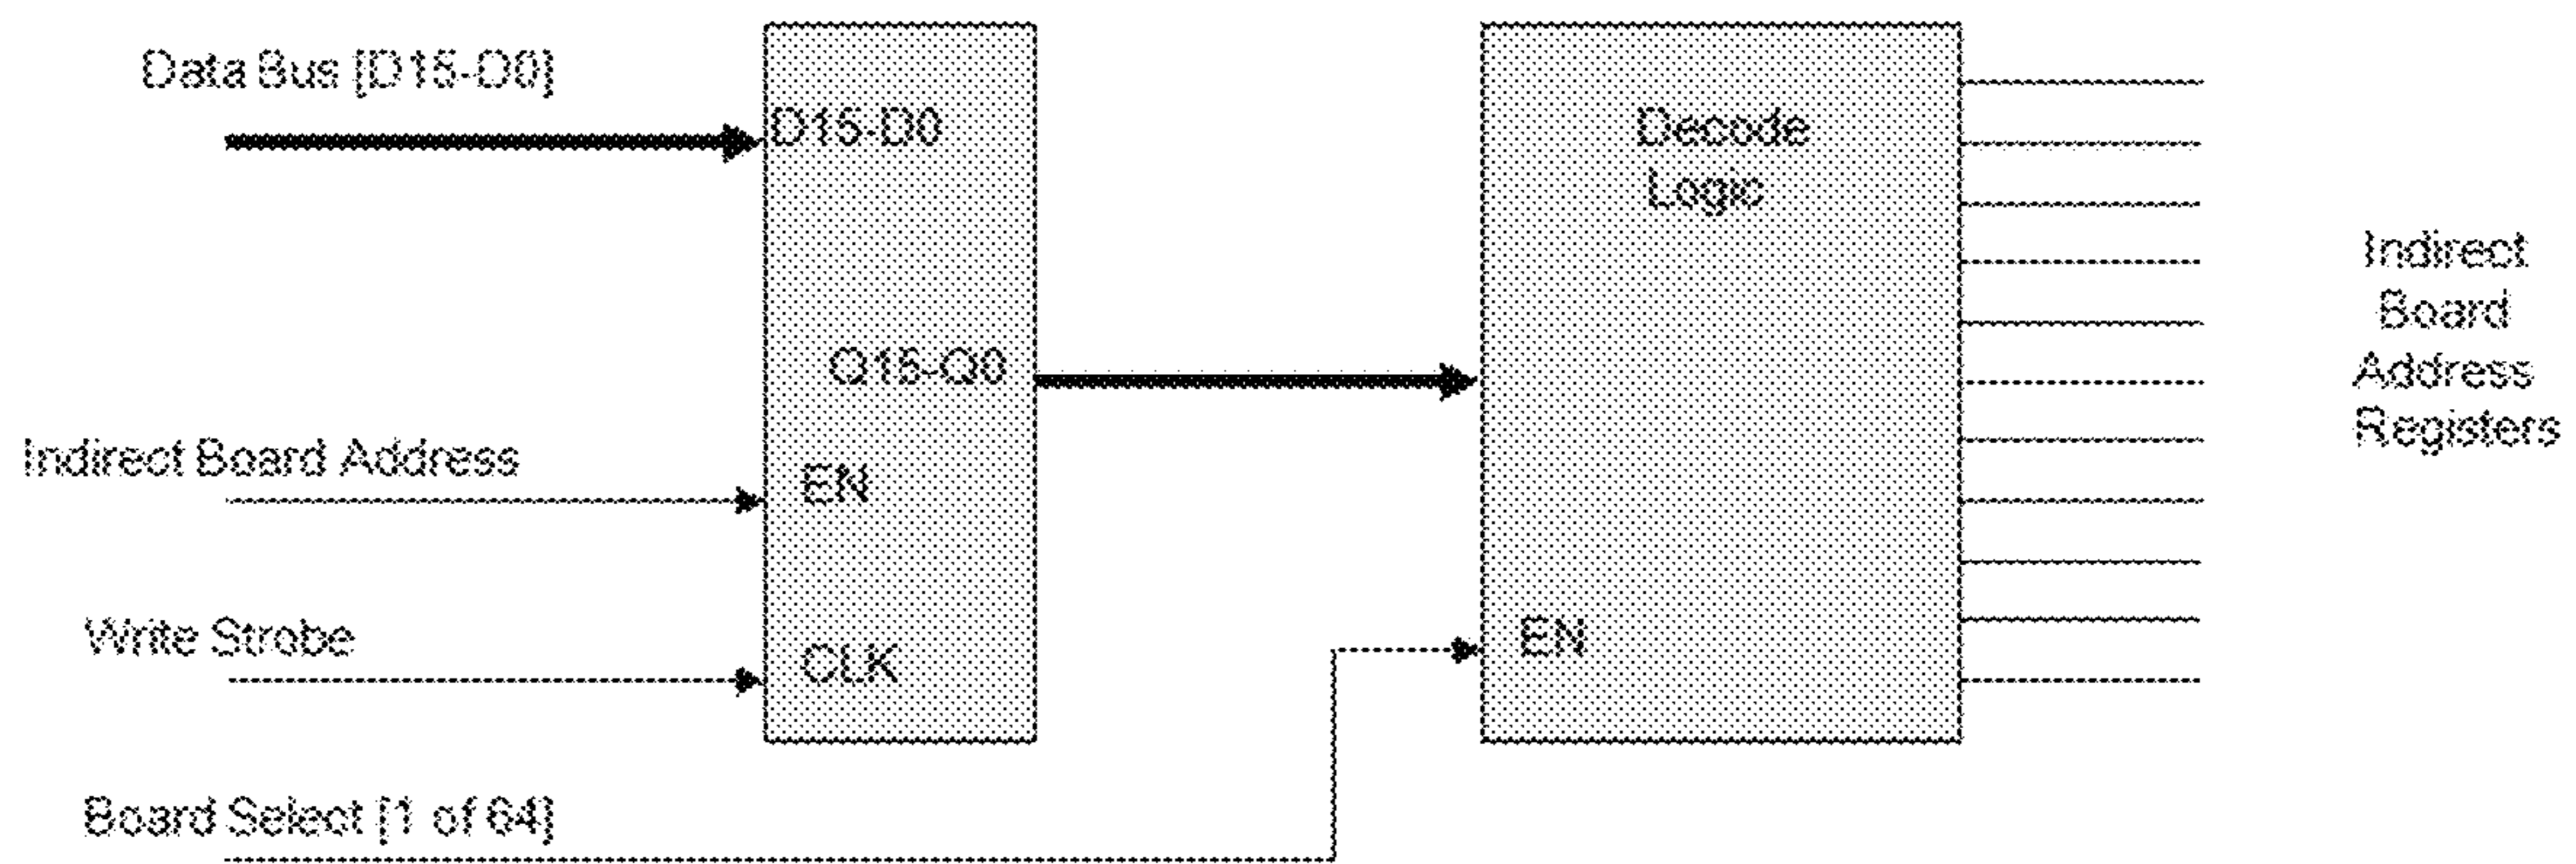 Data Bus [D15-D0]
D15-D0
Decode
Logic
Indirect
Board
Address
Registers
Q15-Q0
Indirect Board Address
EN
Write Strobe
CLK
EN
Board Select [1 of 64]